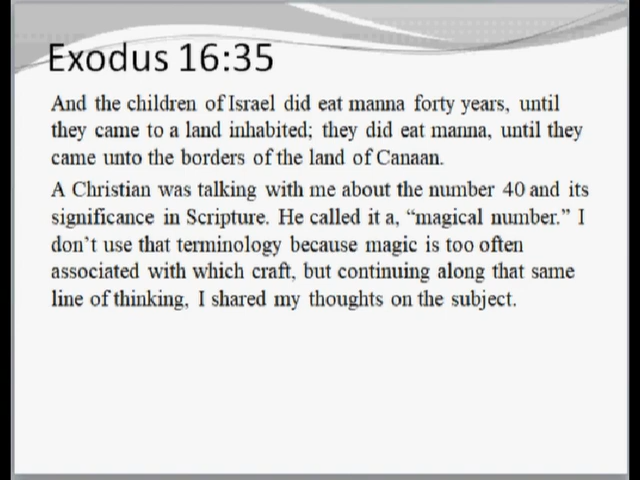 Exodus 16:35
And the children of Israel did eat manna forty years, until
they came to a land inhabited; they did eat manna, until they
came unto the borders of the land of Canaan.
A Christian was talking with me about the number 40 and its
significance in Scripture. He called it a, “magical number.” I
don’t use that terminology because magic is too often
associated with which craft, but continuing along that same
line of thinking, I shared my thoughts on the subject.